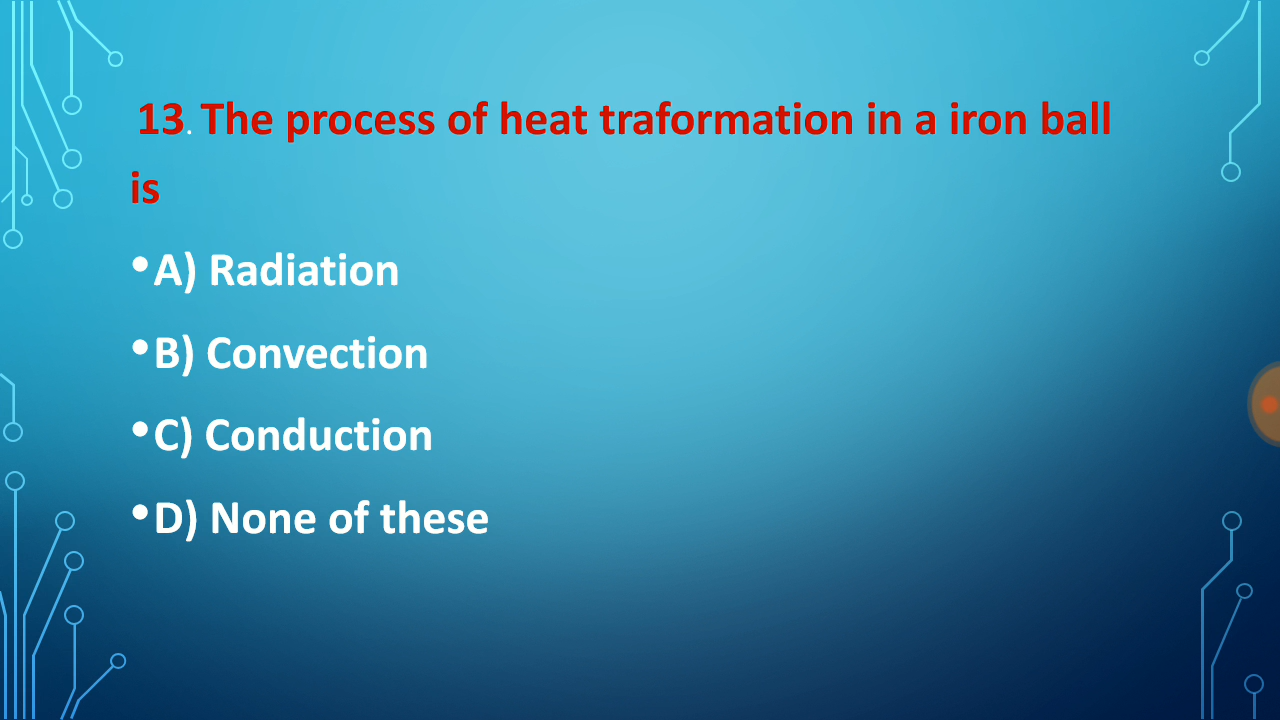 13. The process of heat traformation in a iron ball
is
•A) Radiation
•B) Convection
•C) Conduction
•D) None of these